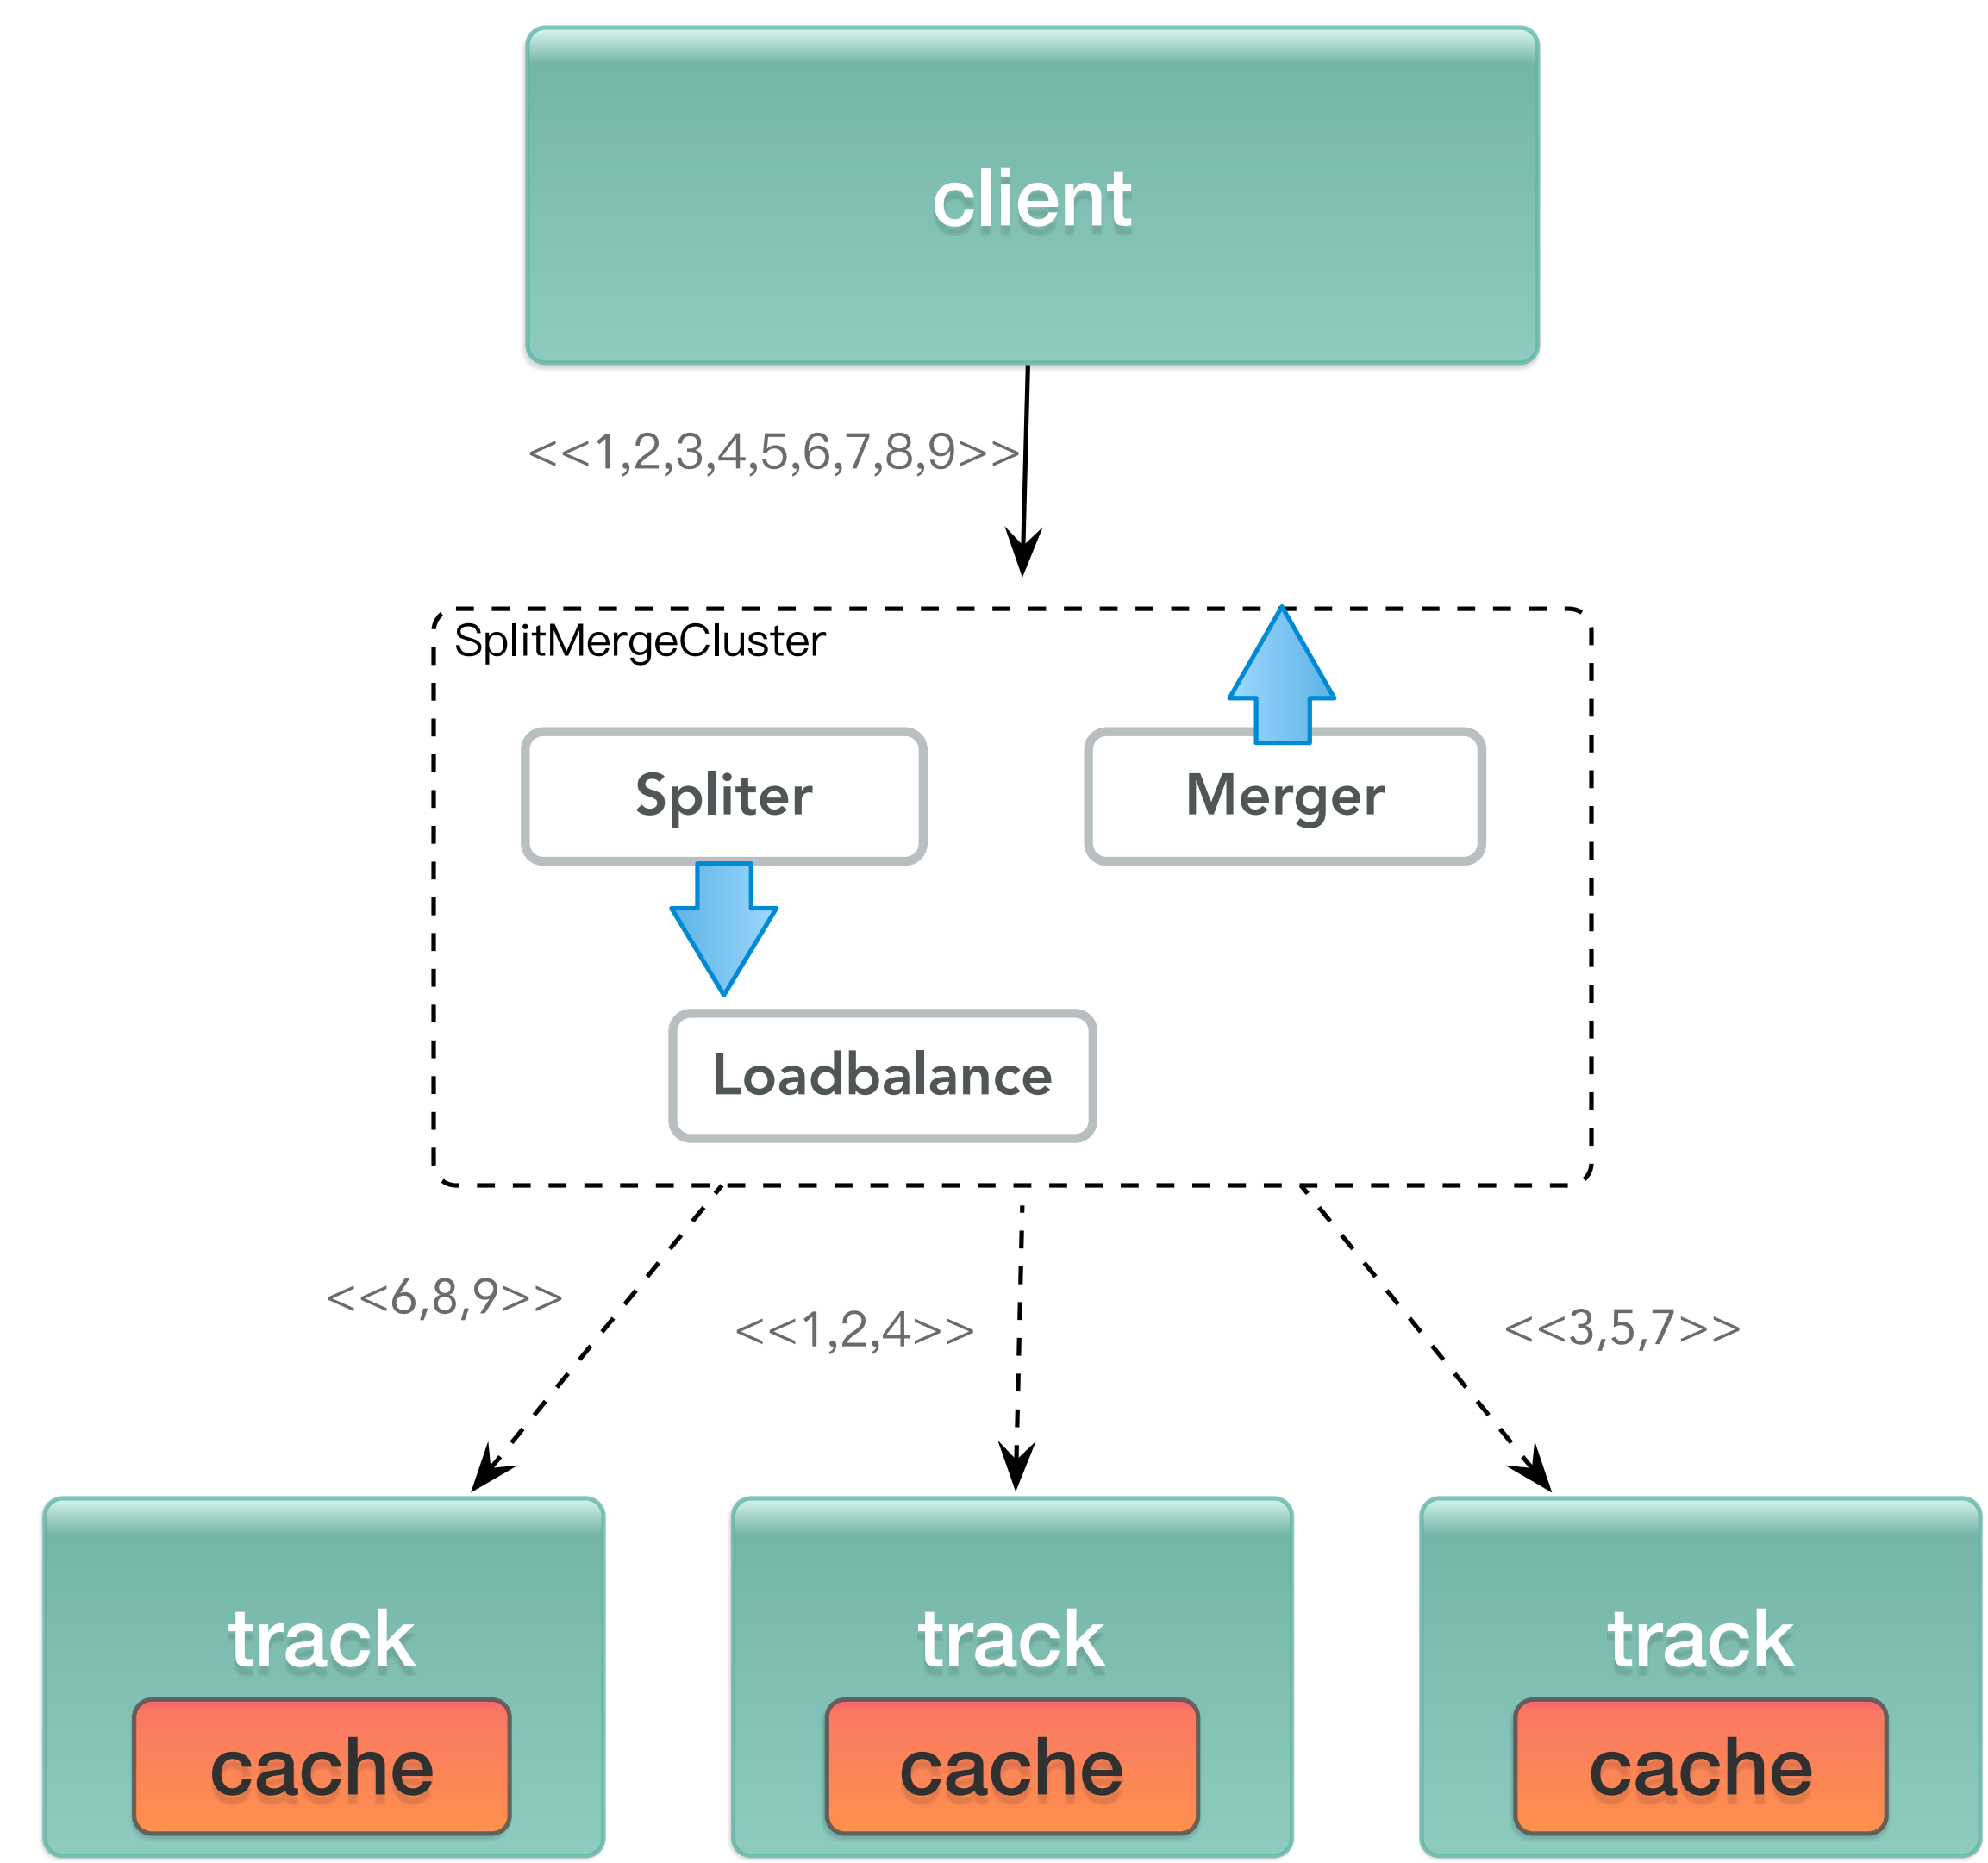 client
<<1,2,3,4,5,6,7,8,9>>
SplitMergeCluster
Spliter
Merger
Loadbalance
<<6,8,9>>
<<1,2,4>>
<<3,5,7>>
track
track
track
cache
cache
cache